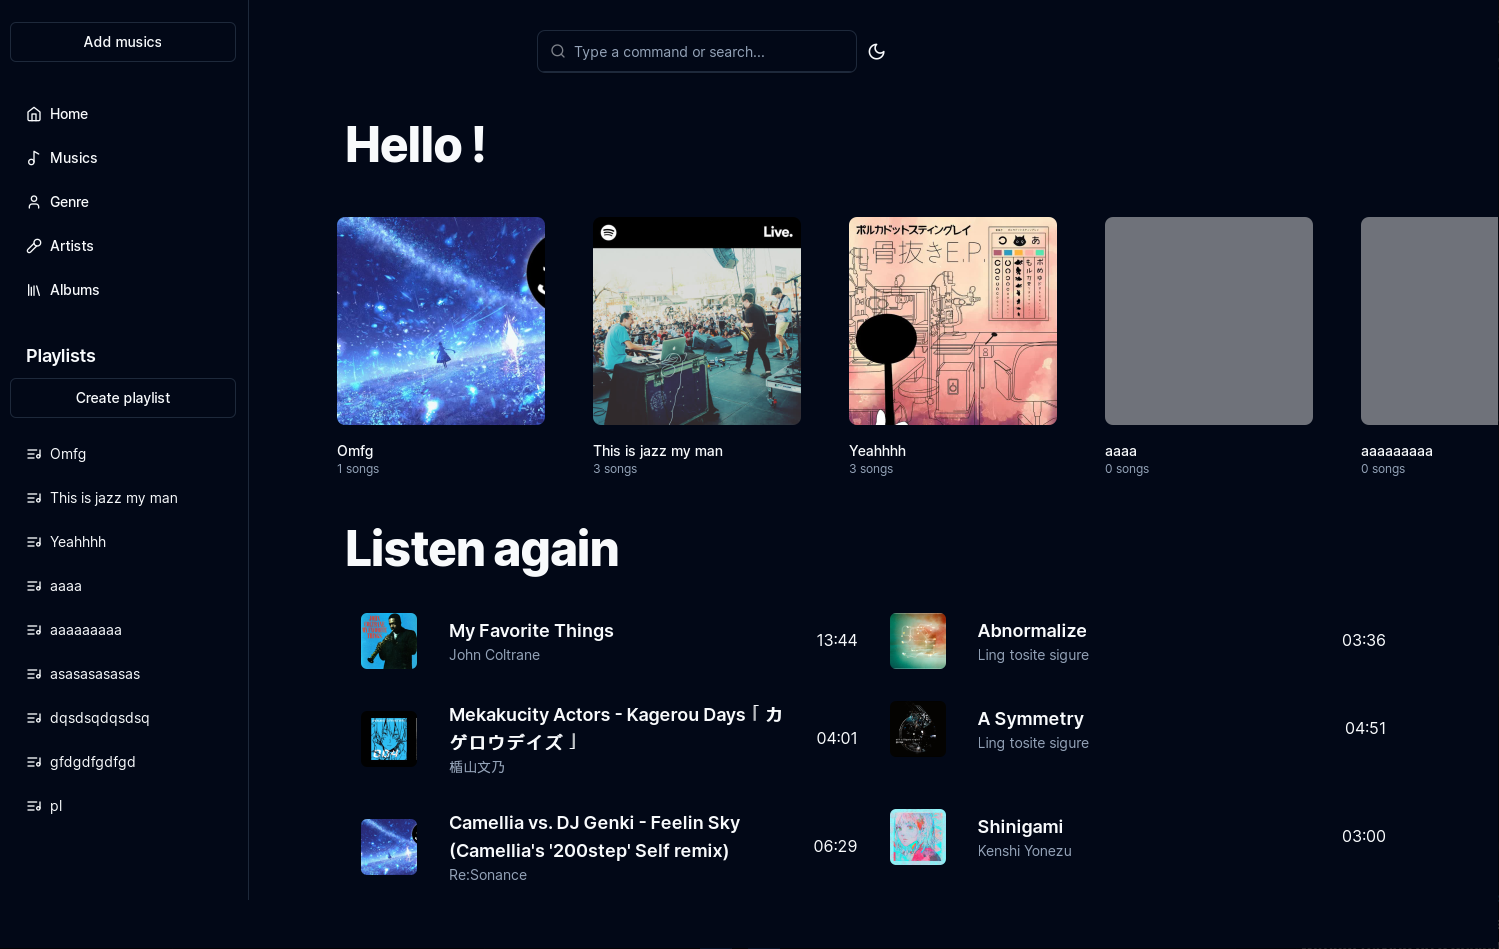 Add musics
Type a command or search...
Home
Musics
Genre
Artists
Albums
Playlists
Create playlist
Omfg
This is jazz my man
Yeahhhh
aaaa
aaaaaaaaa
asasasasasas
dqsdsqdqsdsq
gfdgdfgdfgd
pl
Hello !
Live.
ポルカドットスティングレイ
骨抜きE.P.
Omfg
1 songs
This is jazz my man
3 songs
Yeahhhh
3 songs
aaaa
0 songs
aaaaaaaaa
0 songs
Listen again
My Favorite Things
John Coltrane
13:44
Abnormalize
Ling tosite sigure
03:36
Mekakucity Actors - Kagerou Days「カ
ゲロウデイズ」
楯山文乃
04:01
A Symmetry
Ling tosite sigure
04:51
Camellia vs. DJ Genki - Feelin Sky
(Camellia's '200step' Self remix)
Re:Sonance
06:29
Shinigami
Kenshi Yonezu
03:00